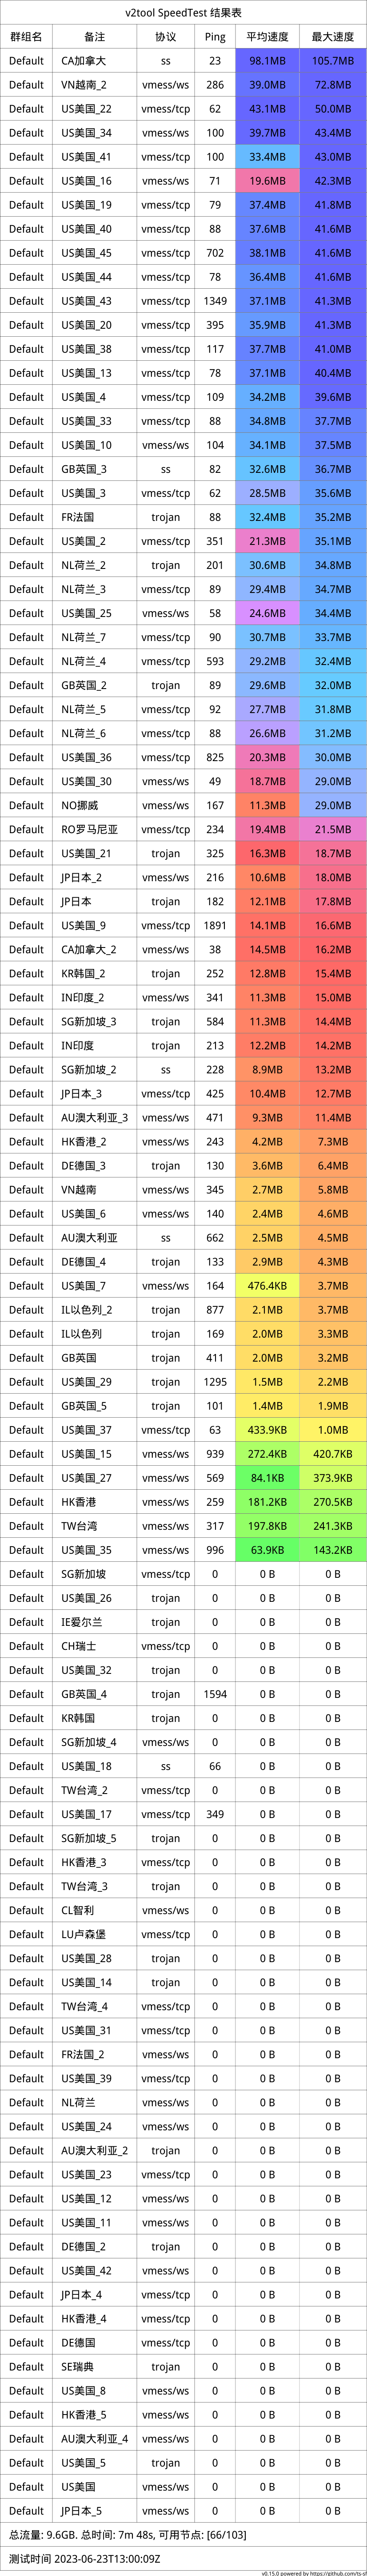 v2tool SpeedTest 结果表
群组名 备注 协议 Ping 平均速度 最大速度
Default CA加拿大 ss 23 98.1MB 105.7MB
Default VN越南_2 vmess/ws 286 39.0MB 72.8MB
Default US美国_22 vmess/tcp 62 43.1MB 50.0MB
Default US美国_34 vmess/ws 100 39.7MB 43.4MB
Default US美国_41 vmess/tcp 100 33.4MB 43.0MB
Default US美国_16 vmess/ws 71 19.6MB 42.3MB
Default US美国_19 vmess/tcp 79 37.4MB 41.8MB
Default US美国_40 vmess/tcp 88 37.6MB 41.6MB
Default US美国_45 vmess/tcp 702 38.1MB 41.6MB
Default US美国_44 vmess/tcp 78 36.4MB 41.6MB
Default US美国_43 vmess/tcp 1349 37.1MB 41.3MB
Default US美国_20 vmess/tcp 395 35.9MB 41.3MB
Default US美国_38 vmess/tcp 117 37.7MB 41.0MB
Default US美国_13 vmess/tcp 78 37.1MB 40.4MB
Default US美国_4 vmess/tcp 109 34.2MB 39.6MB
Default US美国_33 vmess/tcp 88 34.8MB 37.7MB
Default US美国_10 vmess/ws 104 34.1MB 37.5MB
Default GB英国_3 ss 82 32.6MB 36.7MB
Default US美国_3 vmess/tcp 62 28.5MB 35.6MB
Default FR法国 trojan 88 32.4MB 35.2MB
Default US美国_2 vmess/tcp 351 21.3MB 35.1MB
Default NL荷兰_2 trojan 201 30.6MB 34.8MB
Default NL荷兰_3 vmess/tcp 89 29.4MB 34.7MB
Default US美国_25 vmess/ws 58 24.6MB 34.4MB
Default NL荷兰_7 vmess/tcp 90 30.7MB 33.7MB
Default NL荷兰_4 vmess/tcp 593 29.2MB 32.4MB
Default GB英国_2 trojan 89 29.6MB 32.0MB
Default NL荷兰_5 vmess/tcp 92 27.7MB 31.8MB
Default NL荷兰_6 vmess/tcp 88 26.6MB 31.2MB
Default US美国_36 vmess/tcp 825 20.3MB 30.0MB
Default US美国_30 vmess/ws 49 18.7MB 29.0MB
Default NO挪威 vmess/ws 167 11.3MB 29.0MB
Default RO罗马尼亚 vmess/tcp 234 19.4MB 21.5MB
Default US美国_21 trojan 325 16.3MB 18.7MB
Default JP日本_2 vmess/ws 216 10.6MB 18.0MB
Default JP日本 trojan 182 12.1MB 17.8MB
Default US美国_9 vmess/tcp 1891 14.1MB 16.6MB
Default CA加拿大_2 vmess/ws 38 14.5MB 16.2MB
Default KR韩国_2 trojan 252 12.8MB 15.4MB
Default IN印度_2 vmess/ws 341 11.3MB 15.0MB
Default SG新加坡_3 trojan 584 11.3MB 14.4MB
Default IN印度 trojan 213 12.2MB 14.2MB
Default SG新加坡_2 ss 228 8.9MB 13.2MB
Default JP日本_3 vmess/tcp 425 10.4MB 12.7MB
Default AU澳大利亚_3 vmess/ws 471 9.3MB 11.4MB
Default HK香港_2 vmess/ws 243 4.2MB 7.3MB
Default DE德国_3 trojan 130 3.6MB 6.4MB
Default VN越南 vmess/ws 345 2.7MB 5.8MB
Default US美国_6 vmess/ws 140 2.4MB 4.6MB
Default AU澳大利亚 ss 662 2.5MB 4.5MB
Default DE德国_4 trojan 133 2.9MB 4.3MB
Default US美国_7 vmess/ws 164 476.4KB 3.7MB
Default IL以色列_2 trojan 877 2.1MB 3.7MB
Default IL以色列 trojan 169 2.0MB 3.3MB
Default GB英国 trojan 411 2.0MB 3.2MB
Default US美国_29 trojan 1295 1.5MB 2.2MB
Default GB英国_5 trojan 101 1.4MB 1.9MB
Default US美国_37 vmess/tcp 63 433.9KB 1.0MB
Default US美国_15 vmess/ws 939 272.4KB 420.7KB
Default US美国_27 vmess/ws 569 84.1KB 373.9KB
Default HK香港 vmess/ws 259 181.2KB 270.5KB
Default TW台湾 vmess/ws 317 197.8KB 241.3KB
Default US美国_35 vmess/ws 996 63.9KB 143.2KB
Default SG新加坡 vmess/tcp 0 0 B 0 B
Default US美国_26 trojan 0 0 B 0 B
Default IE爱尔兰 trojan 0 0 B 0 B
Default CH瑞士 vmess/tcp 0 0 B 0 B
Default US美国_32 trojan 0 0 B 0 B
Default GB英国_4 trojan 1594 0 B 0 B
Default KR韩国 trojan 0 0 B 0 B
Default SG新加坡_4 vmess/ws 0 0 B 0 B
Default US美国_18 ss 66 0 B 0 B
Default TW台湾_2 vmess/tcp 0 0 B 0 B
Default US美国_17 vmess/tcp 349 0 B 0 B
Default SG新加坡_5 trojan 0 0 B 0 B
Default HK香港_3 vmess/tcp 0 0 B 0 B
Default TW台湾_3 trojan 0 0 B 0 B
Default CL智利 vmess/ws 0 0 B 0 B
Default LU卢森堡 vmess/tcp 0 0 B 0 B
Default US美国_28 trojan 0 0 B 0 B
Default US美国_14 trojan 0 0 B 0 B
Default TW台湾_4 vmess/tcp 0 0 B 0 B
Default US美国_31 vmess/tcp 0 0 B 0 B
Default FR法国_2 vmess/ws 0 0 B 0 B
Default US美国_39 vmess/tcp 0 0 B 0 B
Default NL荷兰 vmess/ws 0 0 B 0 B
Default US美国_24 vmess/ws 0 0 B 0 B
Default AU澳大利亚_2 trojan 0 0 B 0 B
Default US美国_23 vmess/tcp 0 0 B 0 B
Default US美国_12 vmess/ws 0 0 B 0 B
Default US美国_11 vmess/ws 0 0 B 0 B
Default DE德国_2 trojan 0 0 B 0 B
Default US美国_42 vmess/ws 0 0 B 0 B
Default JP日本_4 vmess/tcp 0 0 B 0 B
Default HK香港_4 vmess/tcp 0 0 B 0 B
Default DE德国 vmess/tcp 0 0 B 0 B
Default SE瑞典 trojan 0 0 B 0 B
Default US美国_8 vmess/ws 0 0 B 0 B
Default HK香港_5 vmess/ws 0 0 B 0 B
Default AU澳大利亚_4 vmess/ws 0 0 B 0 B
Default US美国_5 trojan 0 0 B 0 B
Default US美国 vmess/ws 0 0 B 0 B
Default JP日本_5 vmess/ws 0 0 B 0 B
总流量: 9.6GB. 总时间: 7m 48s, 可用节点: [66/103]
测试时间 2023-06-23T13:00:09Z
v0.15.0 powered by https://github.com/ts-sf